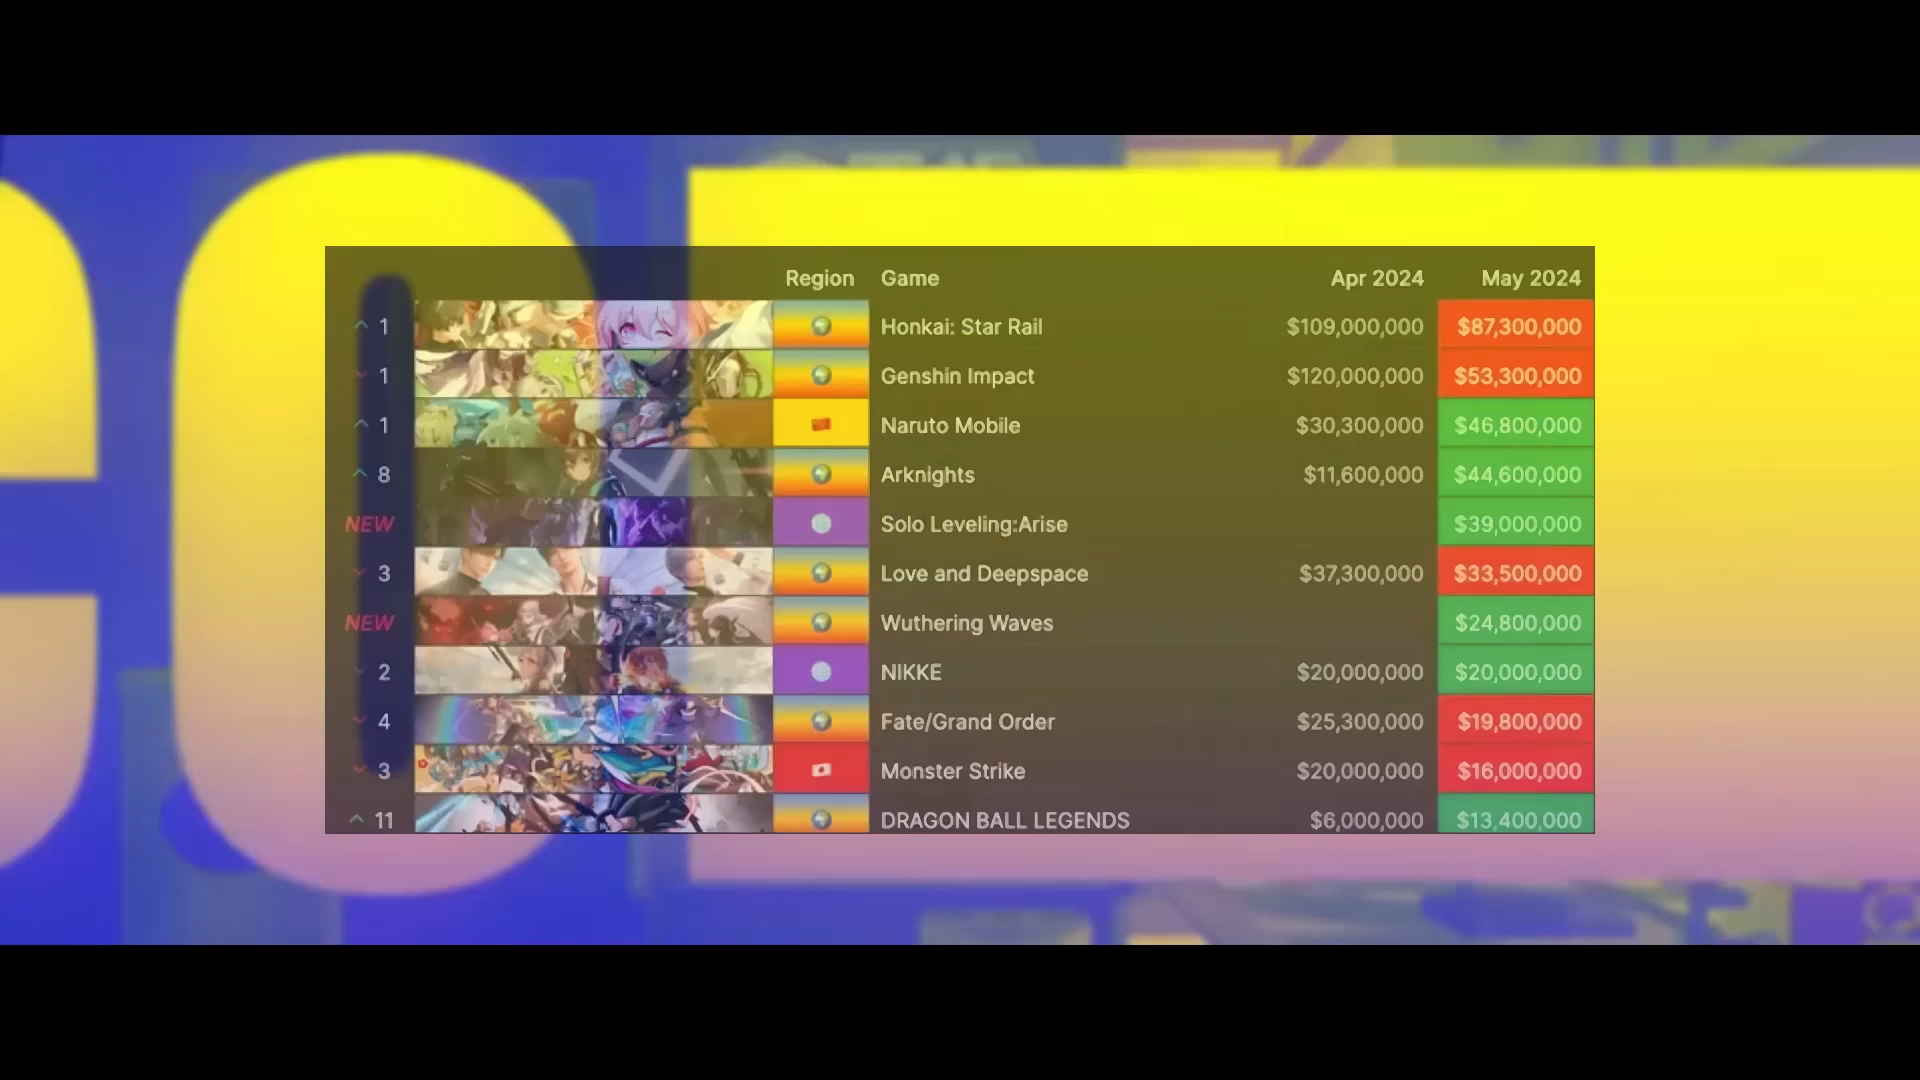 Region Game Apr 2024 May 2024
1 Honkai: Star Rail $109,000,000 $87,300,000
1 Genshin Impact $120,000,000 $53,300,000
1 Naruto Mobile $30,300,000 $46,800,000
8 Arknights $11,600,000 $44,600,000
NEW Solo Leveling:Arise $39,000,000
3 Love and Deepspace $37,300,000 $33,500,000
NEW Wuthering Waves $24,800,000
2 NIKKE $20,000,000 $20,000,000
4 Fate/Grand Order $25,300,000 $19,800,000
3 Monster Strike $20,000,000 $16,000,000
11 DRAGON BALL LEGENDS $6,000,000 $13,400,000